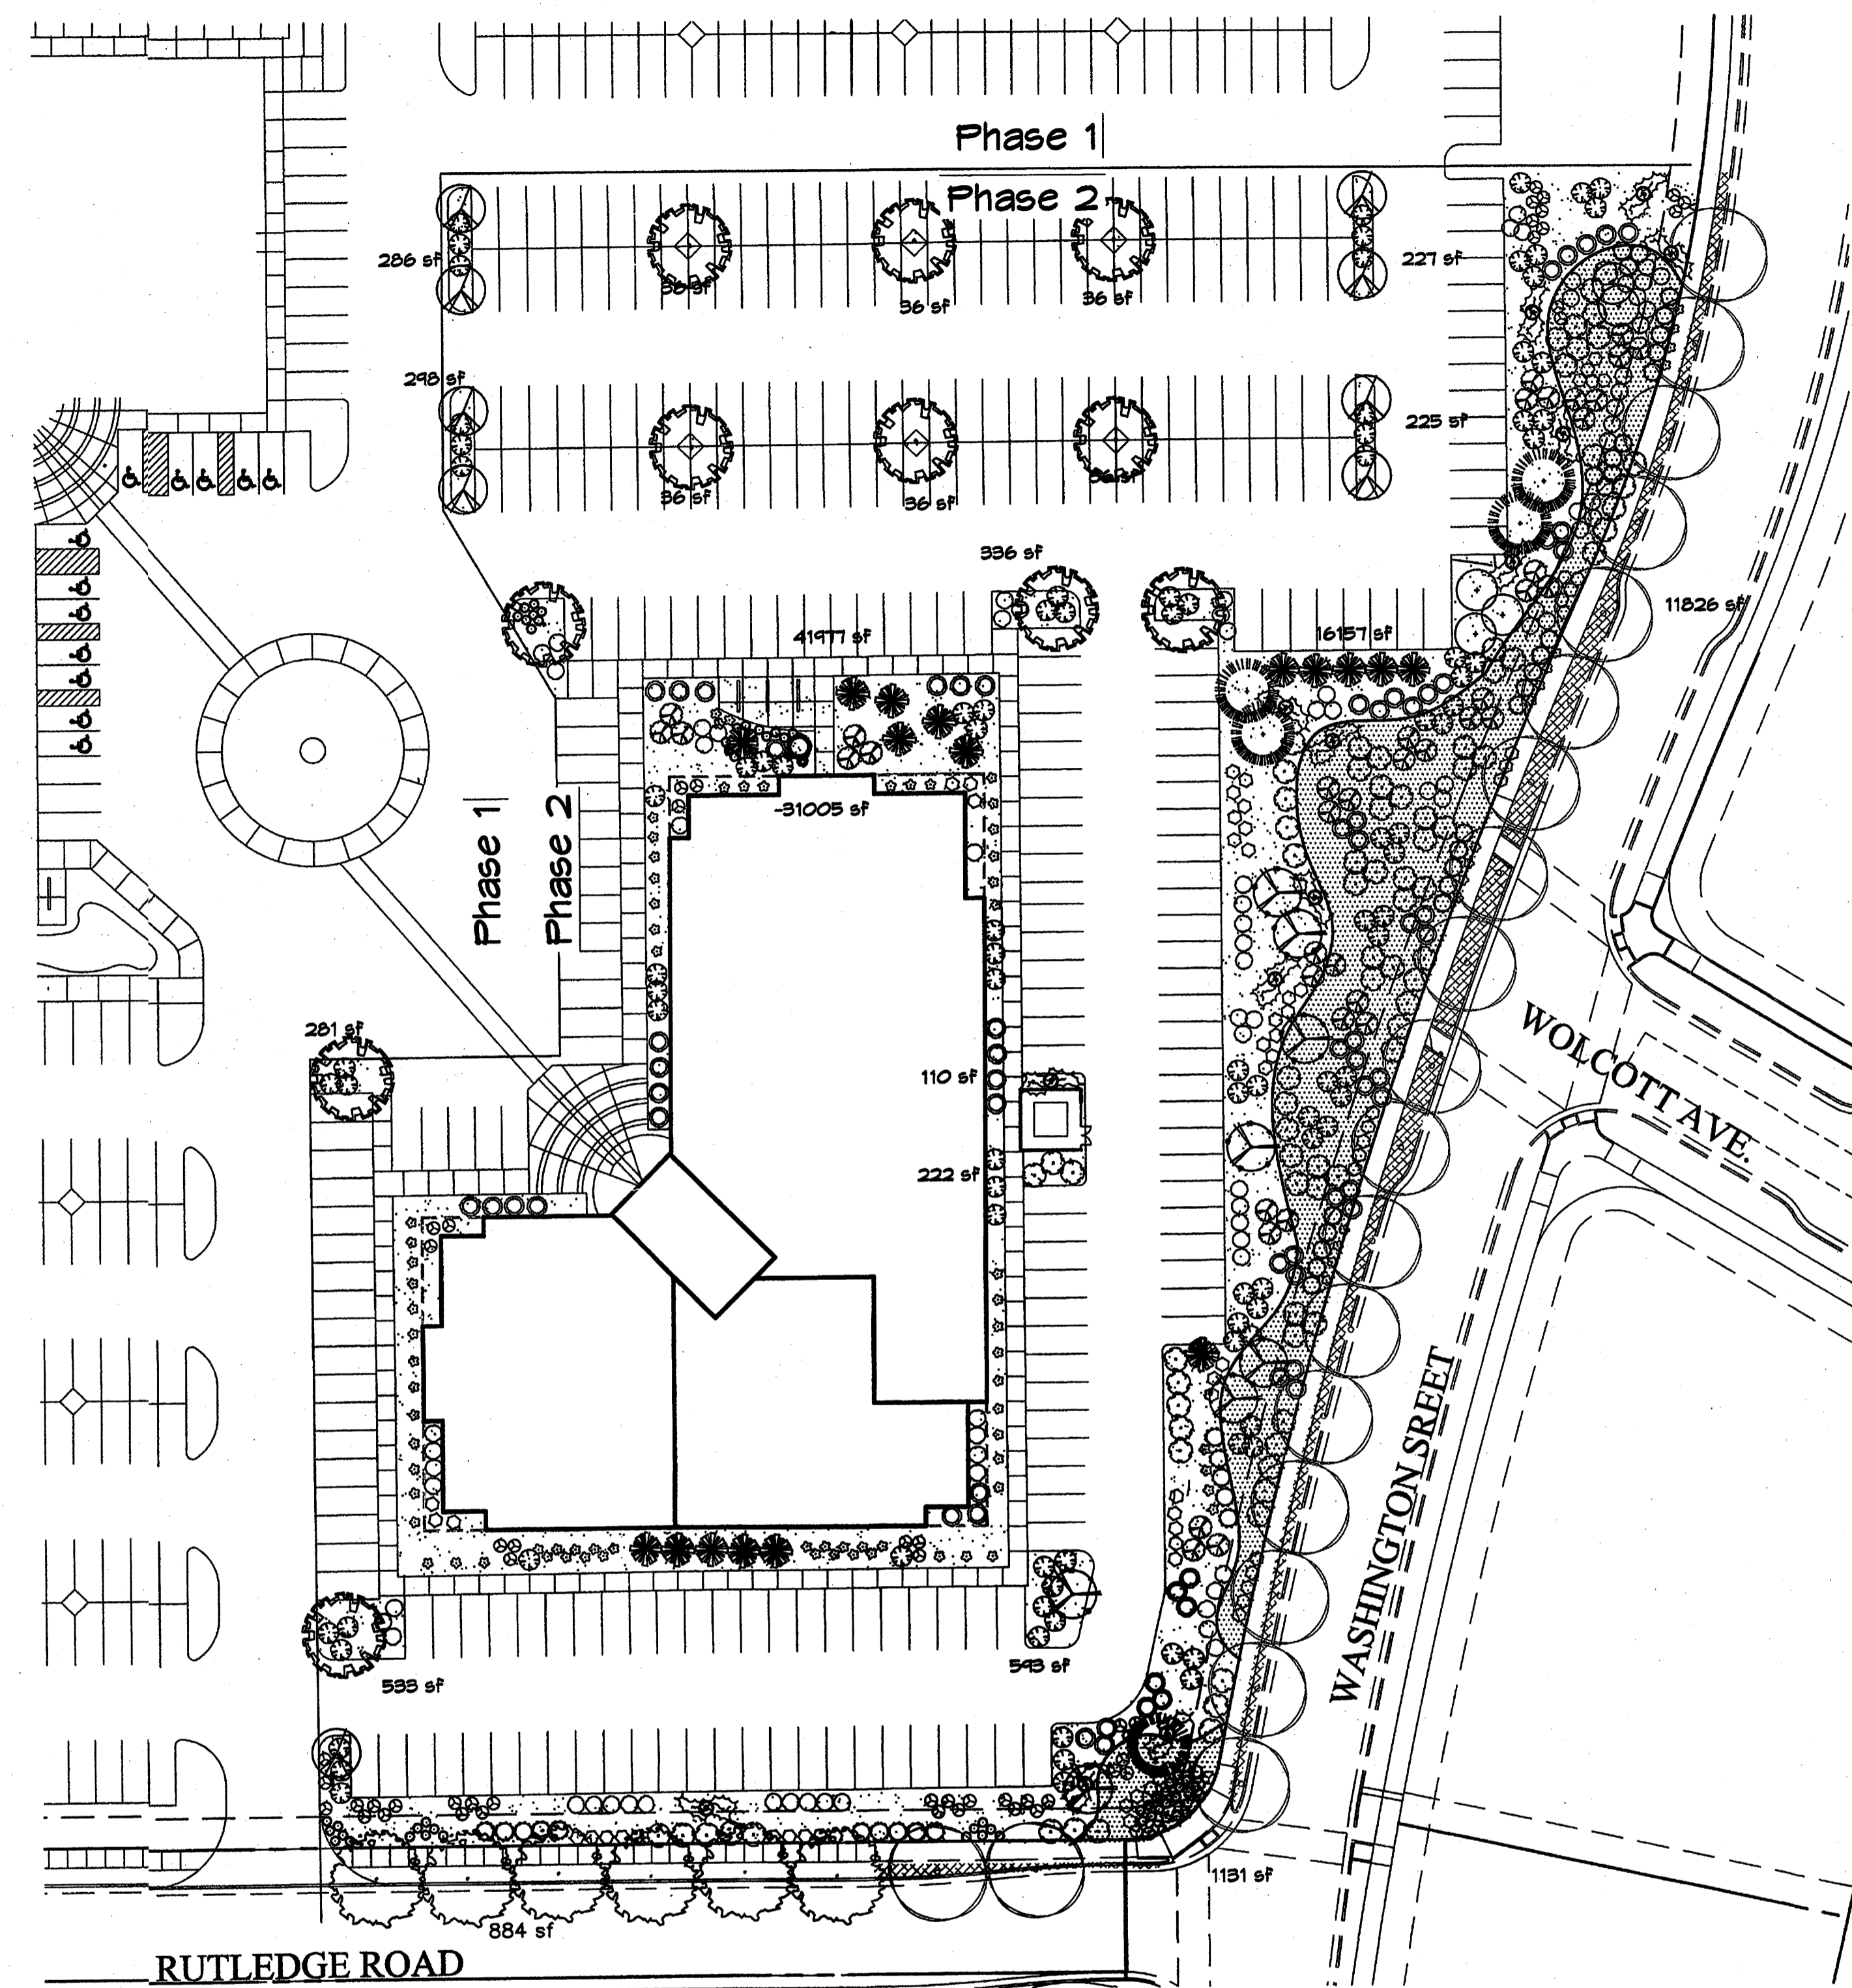 Phase 1
Phase 2
286 sf
36 sf
36 sf
36 sf
227 sf
298 sf
36 sf
36 sf
36 sf
225 sf
336 sf
41977 sf
16157 sf
11826 sf
-31005 sf
Phase 1
Phase 2
281 sf
110 sf
222 sf
WOLCOTT AVE.
WASHINGTON SREET
533 sf
593 sf
1131 sf
884 sf
RUTLEDGE ROAD